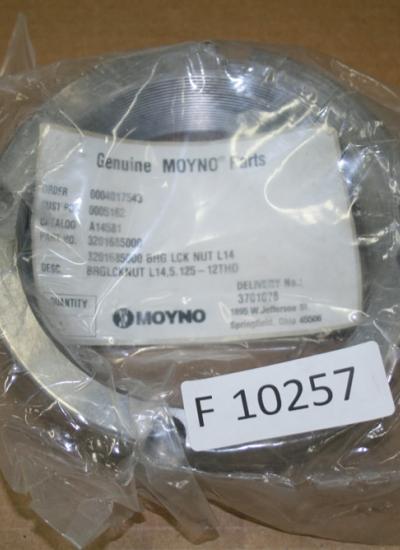 Genuine MOYNO® Parts
ORDER 0004017543
CUST PO 0005162
CATALOG A14581
PART NO. 3201685000
3201685000 BRG LCK NUT L14
DESC. BRGLCKNUT L14,5.125-12THD
DELIVERY No.:
3701078
QUANTITY
MOYNO
1895 W.Jefferson St.
Springfield, Ohio 45506
F 10257